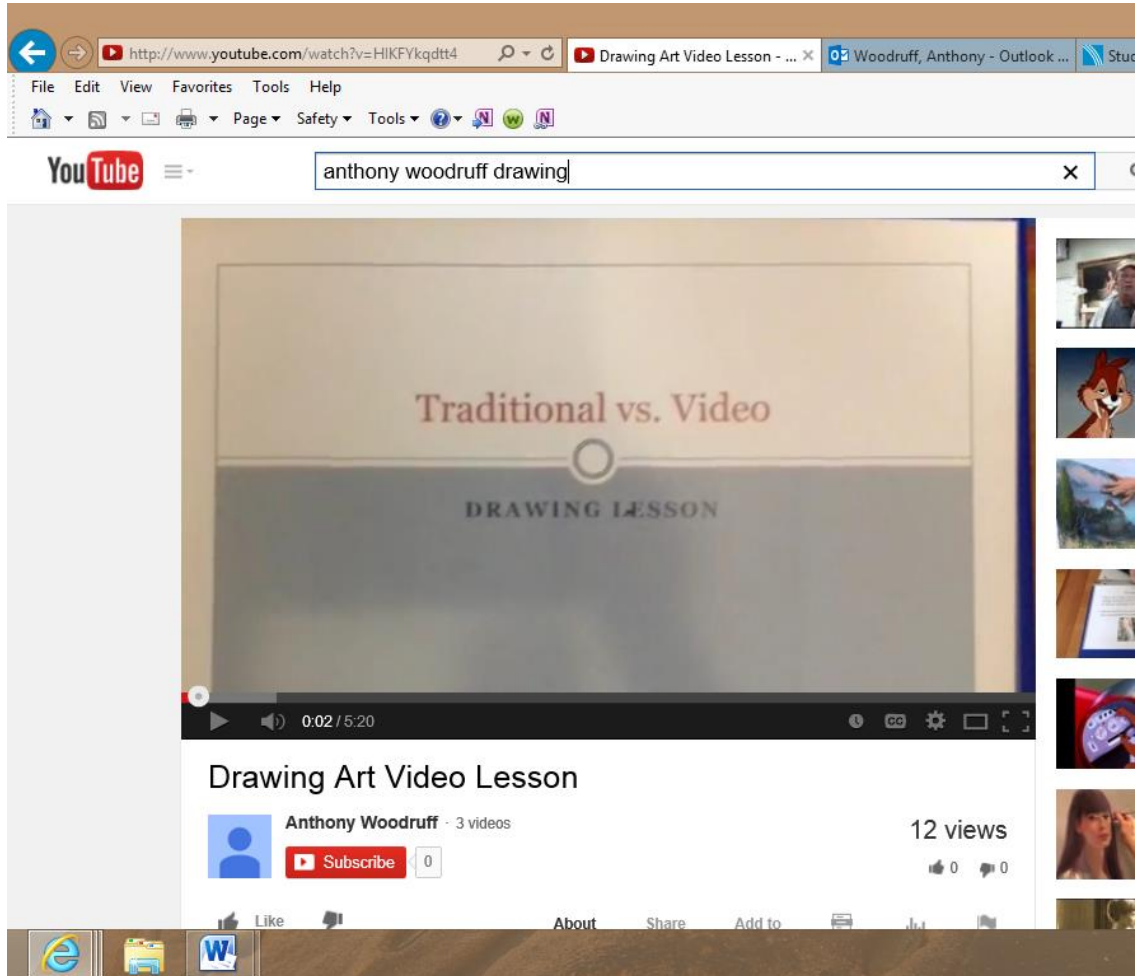 http://www.youtube.com/watch?v=HIKFYkqdtt4 Drawing Art Video Lesson - ... Woodruff, Anthony - Outlook ... Stuc
File Edit View Favorites Tools Help
Page Safety Tools
YouTube
anthony woodruff drawing
Traditional vs. Video
DRAWING LESSON
0:02 / 5:20 CC
Drawing Art Video Lesson
Anthony Woodruff · 3 videos
12 views
Subscribe 0
0 0
Like About Share Add to